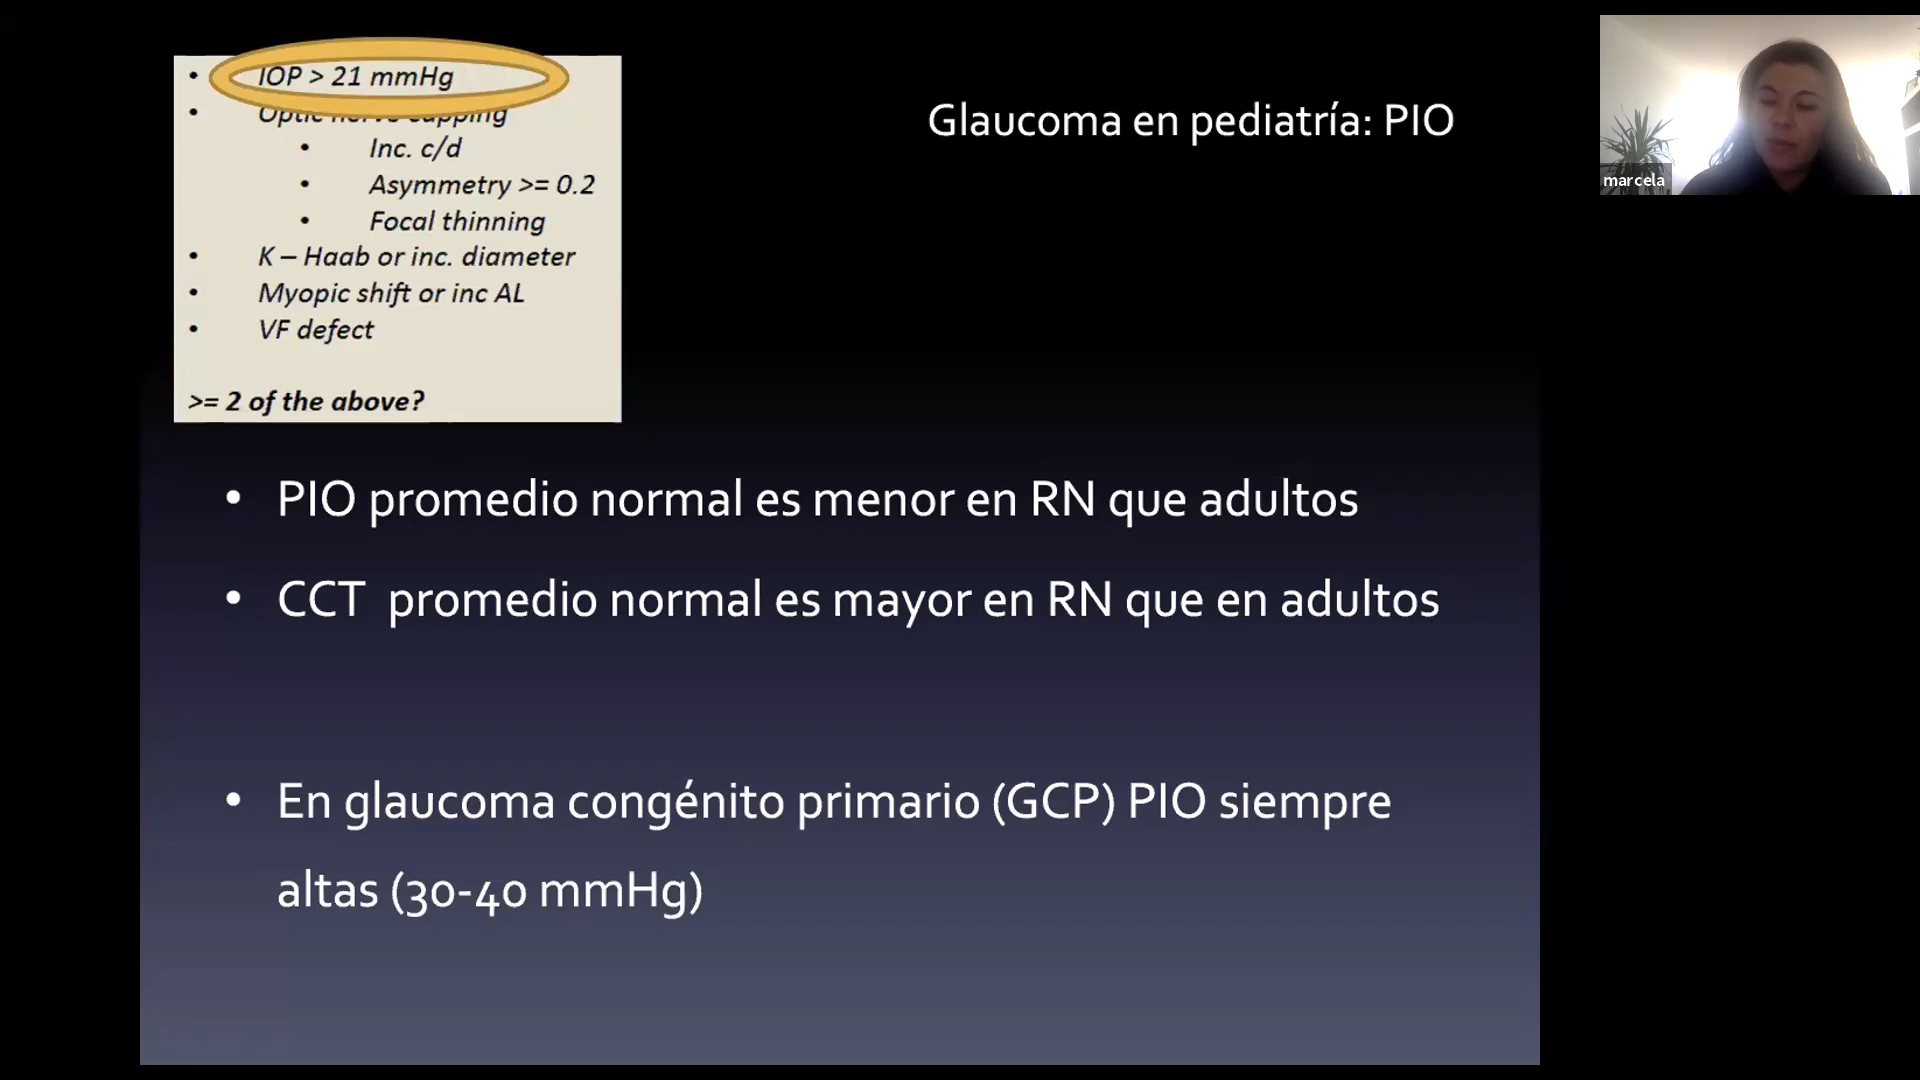 • IOP > 21 mmHg
• Optic nerve cupping
• Inc. c/d
• Asymmetry >= 0.2
• Focal thinning
• K – Haab or inc. diameter
• Myopic shift or inc AL
• VF defect
>= 2 of the above?
Glaucoma en pediatría: PIO
marcela
• PIO promedio normal es menor en RN que adultos
• CCT promedio normal es mayor en RN que en adultos
• En glaucoma congénito primario (GCP) PIO siempre
altas (30-40 mmHg)